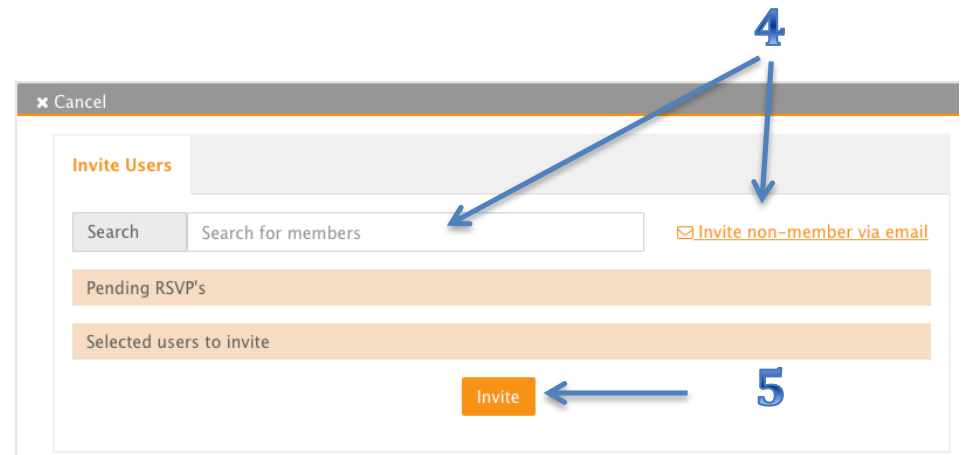 4
✖ Cancel
Invite Users
Search Search for members Invite non-member via email
Pending RSVP's
Selected users to invite
Invite 5